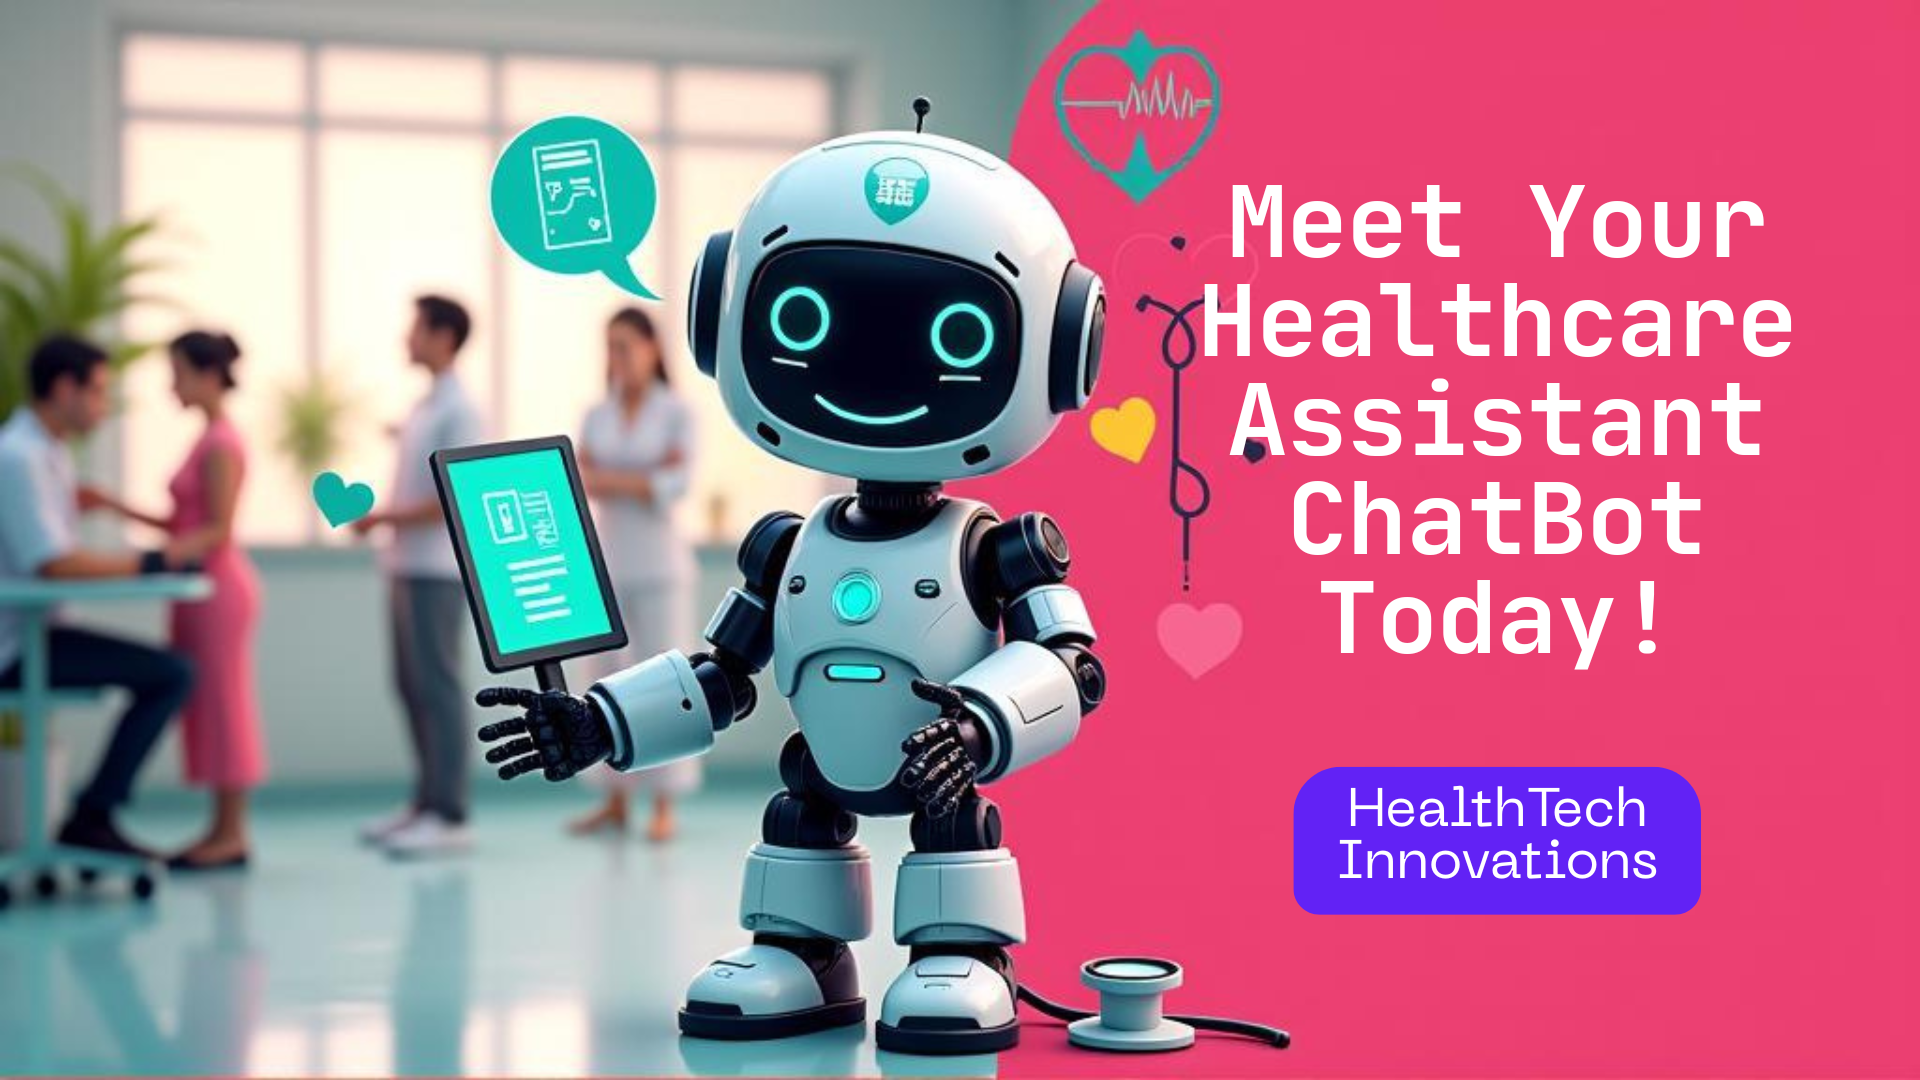 Meet Your
Healthcare
Assistant
ChatBot
Today!
HealthTech
Innovations